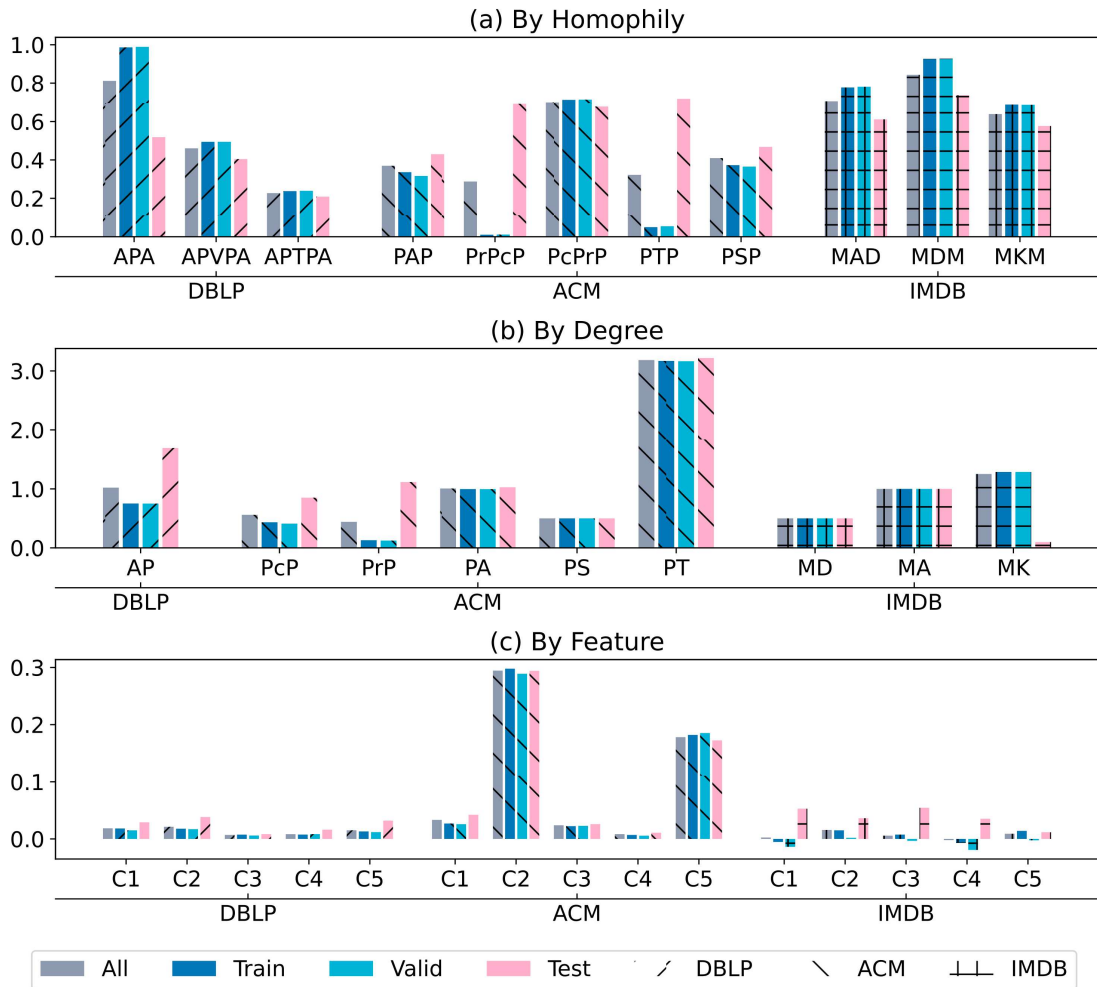 (a) By Homophily
1.0
0.8
0.6
0.4
0.2
0.0
APA APVPA APTPA PAP PrPcP PcPrP PTP PSP MAD MDM MKM
DBLP ACM IMDB
(b) By Degree
3.0
2.0
1.0
0.0
AP PcP PrP PA PS PT MD MA MK
DBLP ACM IMDB
(c) By Feature
0.3
0.2
0.1
0.0
C1 C2 C3 C4 C5 C1 C2 C3 C4 C5 C1 C2 C3 C4 C5
DBLP ACM IMDB
All Train Valid Test DBLP ACM IMDB